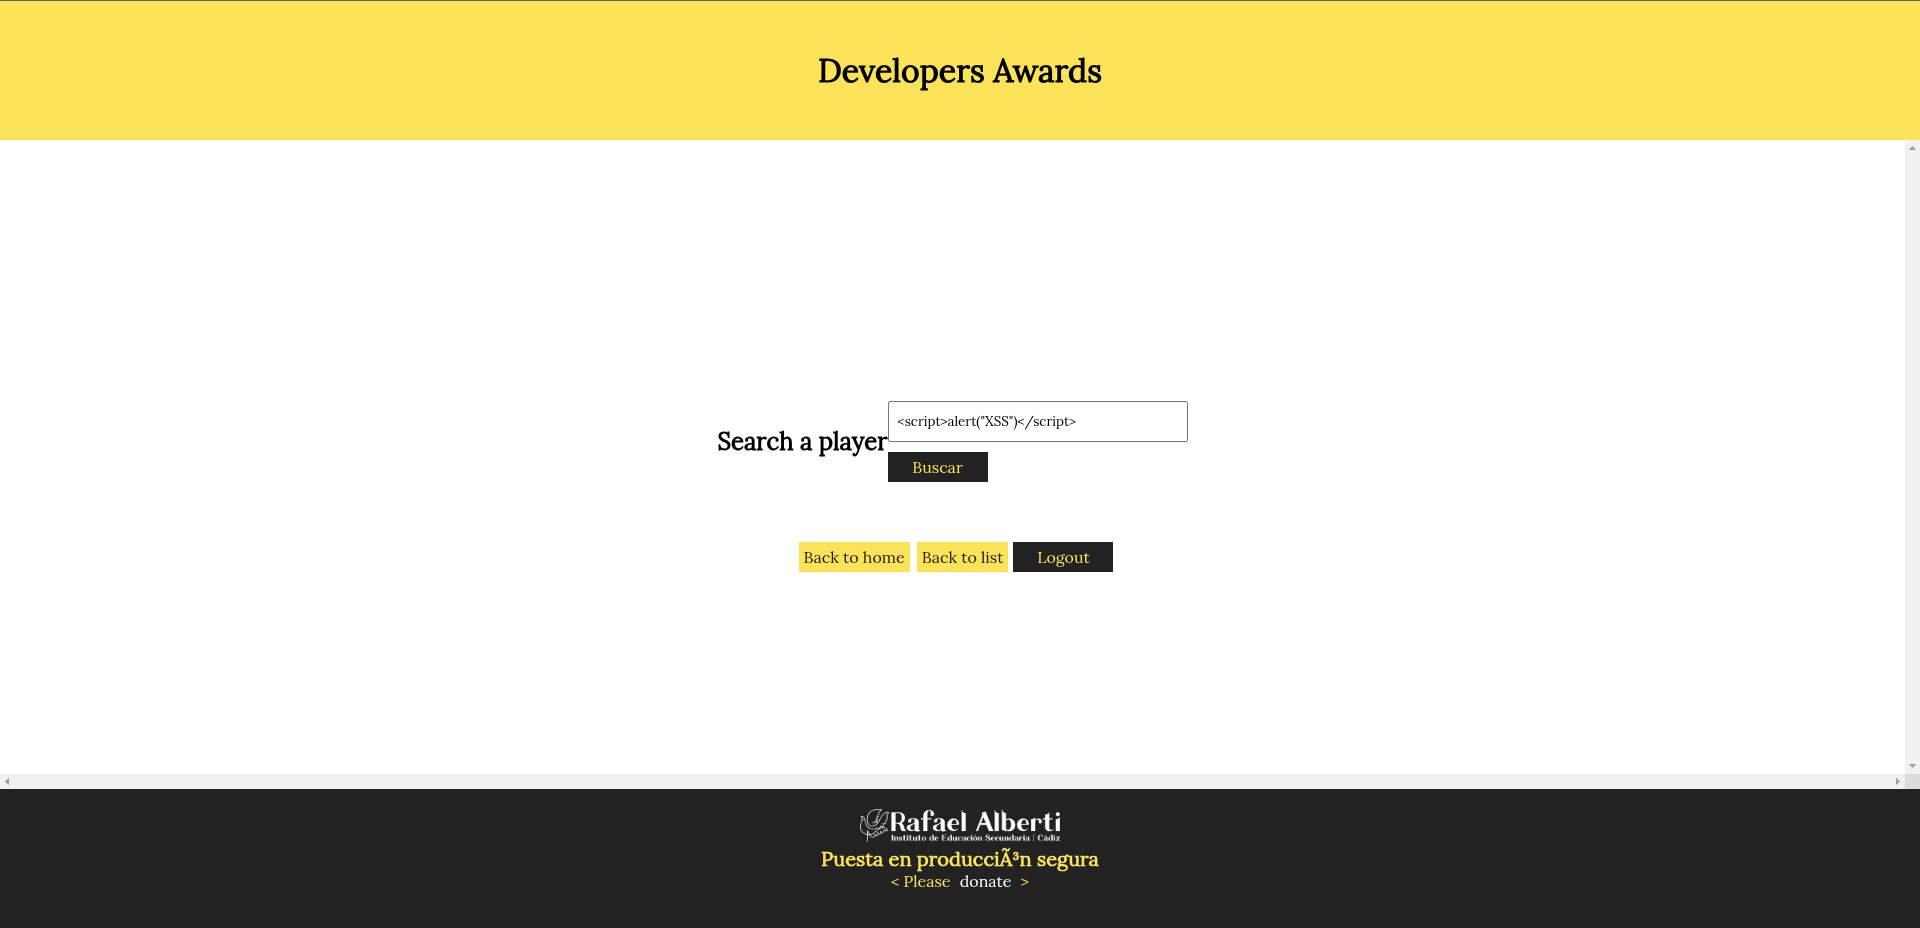 Developers Awards
<script>alert("XSS")</script>
Search a player
Buscar
Back to home Back to list Logout
Rafael Alberti
Instituto de Educación Secundaria | Cádiz
Puesta en producciÃ³n segura
< Please donate >